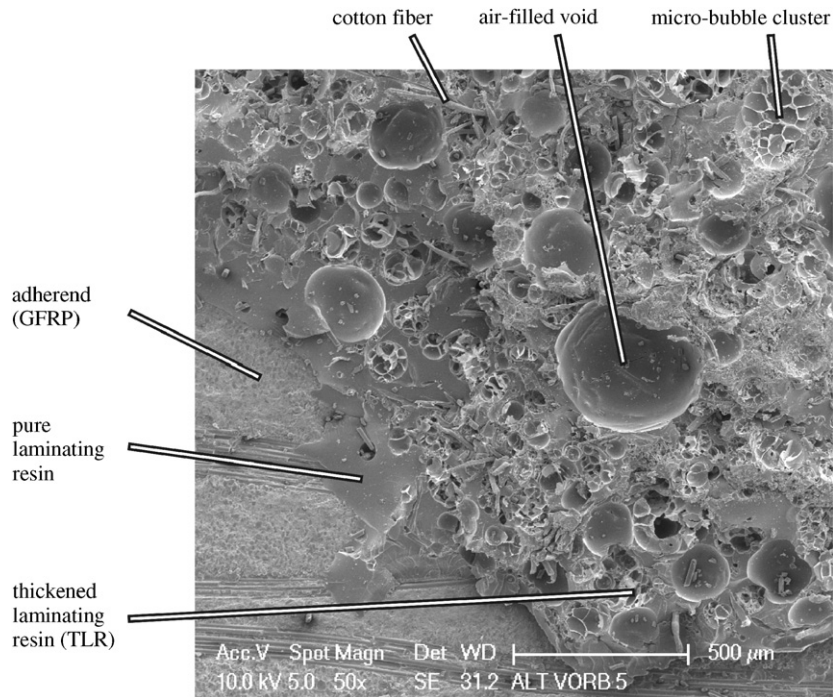 cotton fiber
air-filled void
micro-bubble cluster
adherend
(GFRP)
pure
laminating
resin
thickened
laminating
resin (TLR)
500 µm
Acc.V Spot Magn Det WD
10.0 kV 5.0 50x SE 31.2 ALT VORB 5